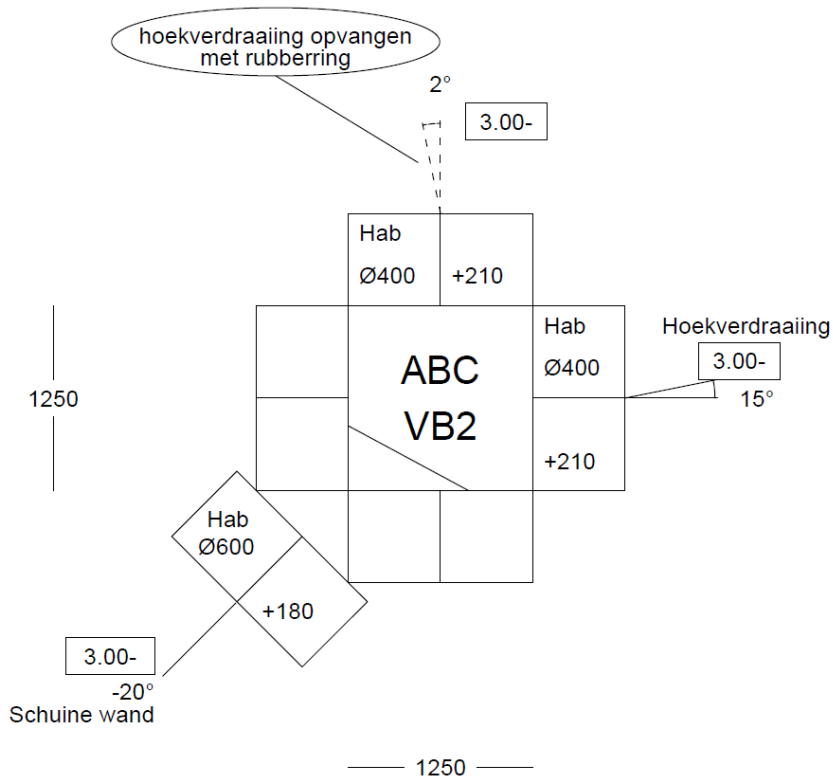 hoekverdraaiing opvangen
met rubberring
2°
3.00-
Hab
Ø400
+210
Hab
Ø400
+210
Hoekverdraaiing
3.00-
15°
ABC
VB2
1250
Hab
Ø600
+180
3.00-
-20°
Schuine wand
1250